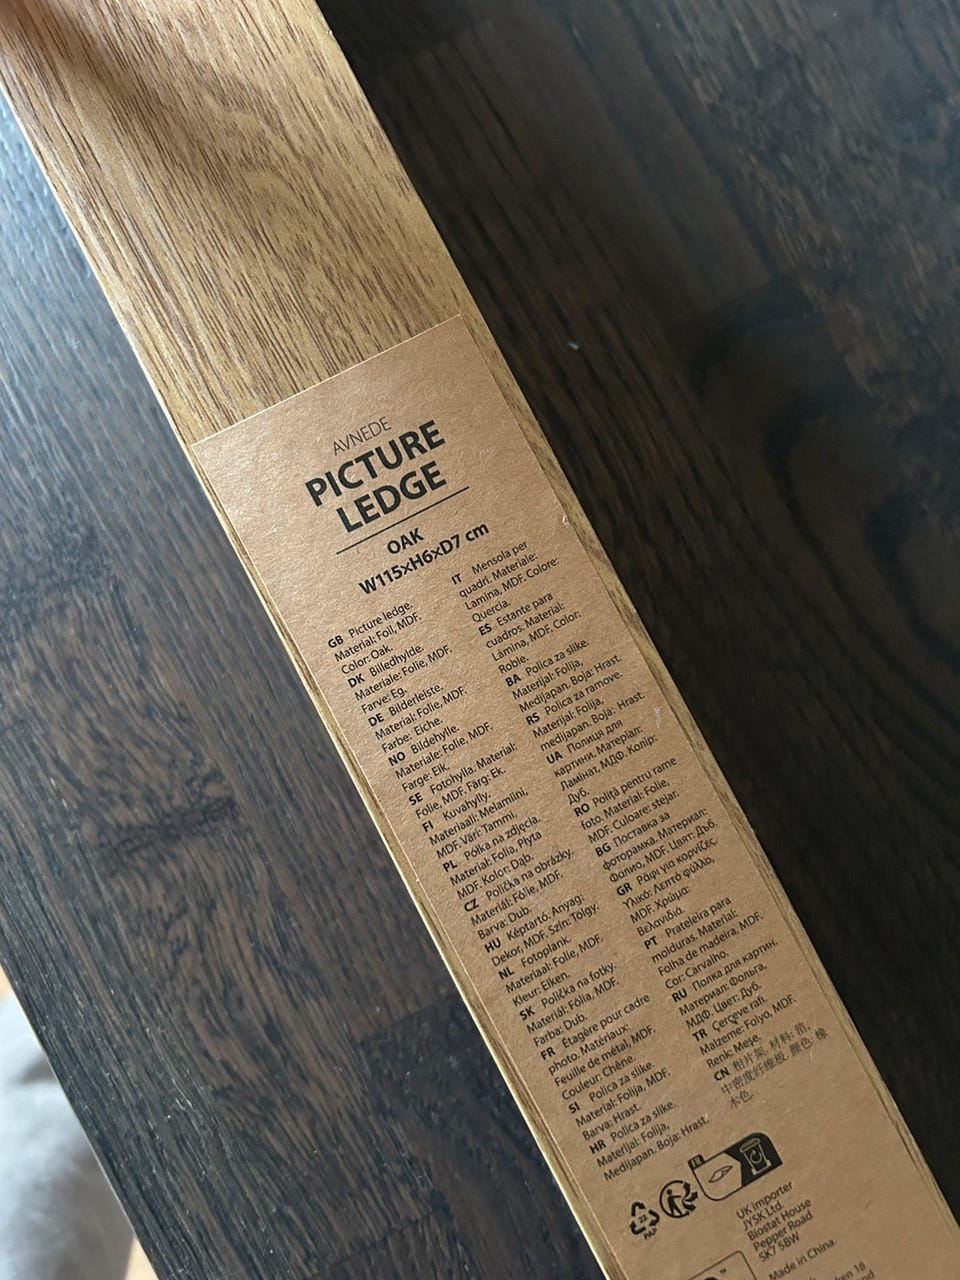 AVNEDE
PICTURE
LEDGE
OAK
W115xH6xD7 cm
GB Picture ledge.
Material: Foil, MDF.
Color: Oak.
DK Billedhylde.
Materiale: Folie, MDF.
Farve: Eg.
DE Bilderleiste.
Material: Folie, MDF.
Farbe: Eiche.
NO Bildehylle.
Materiale: Folie, MDF.
Farge: Eik.
SE Fotohylla. Material:
Folie, MDF. Färg: Ek.
FI Kuvahylly.
Materiaali: Melamiini,
MDF. Väri: Tammi.
PL Półka na zdjęcia.
Materiał: Folia, Płyta
MDF. Kolor: Dąb.
CZ Polička na obrázky.
Materiál: Fólie, MDF.
Barva: Dub.
HU Képtartó. Anyag:
Dekor, MDF. Szín: Tölgy.
NL Fotoplank.
Materiaal: Folie, MDF.
Kleur: Eiken.
SK Polička na fotky.
Materiál: Fólia, MDF.
Farba: Dub.
FR Étagère pour cadre
photo. Matériaux:
Feuille de métal, MDF.
Couleur: Chêne.
SI Polica za slike.
Material: Folija, MDF.
Barva: Hrast.
HR Polica za slike.
Materijal: Folija,
Medijapan. Boja: Hrast.
IT Mensola per
quadri. Materiale:
Lamina, MDF. Colore:
Quercia.
ES Estante para
cuadros. Material:
Lámina, MDF. Color:
Roble.
BA Polica za slike.
Materijal: Folija,
Medijapan. Boja: Hrast.
RS Polica za ramove.
Materijal: Folija,
medijapan. Boja: Hrast.
UA Полиця для
картини. Матеріал:
Ламінат, МДФ. Колір:
Дуб.
RO Poliță pentru rame
foto. Material: Folie,
MDF. Culoare: stejar.
BG Поставка за
фоторамка. Материал:
Фолио, MDF. Цвят: Дъб.
GR Ράφι για κορνίζες.
Υλικό: Λεπτό φύλλο,
MDF. Χρώμα:
Βελανιδιά.
PT Prateleira para
molduras. Material:
Folha de madeira, MDF.
Cor: Carvalho.
RU Полка для картин.
Материал: Фольга,
МДФ. Цвет: Дуб.
TR Çerçeve rafı.
Malzeme: Folyo, MDF.
Renk: Meşe.
CN 相片架. 材料: 箔,
中密度纤维板. 颜色: 橡
木色.
FR
22
PAP
UK Importer
JYSK Ltd.
Biostat House
Pepper Road
SK7 5BW
Made in China.